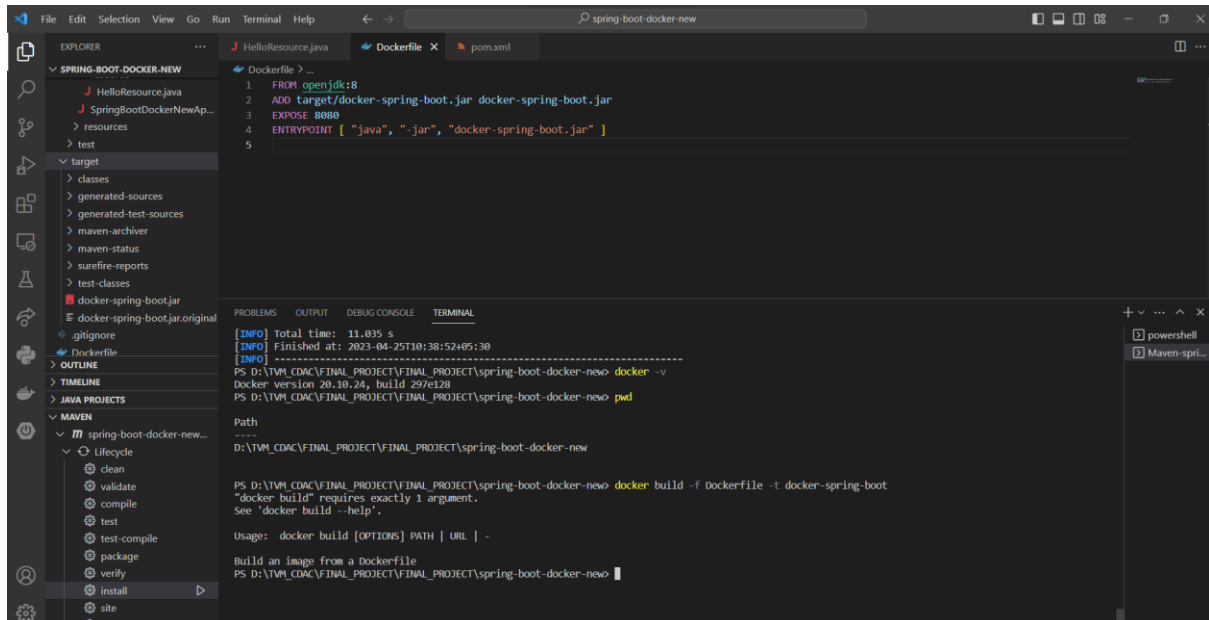 File Edit Selection View Go Run Terminal Help
spring-boot-docker-new
EXPLORER
SPRING-BOOT-DOCKER-NEW
HelloResource.java
SpringBootDockerNewAp...
resources
test
target
classes
generated-sources
generated-test-sources
maven-archiver
maven-status
surefire-reports
test-classes
docker-spring-boot.jar
docker-spring-boot.jar.original
.gitignore
Dockerfile
OUTLINE
TIMELINE
JAVA PROJECTS
MAVEN
spring-boot-docker-new...
Lifecycle
clean
validate
compile
test
test-compile
package
verify
install
site
HelloResource.java Dockerfile pom.xml
Dockerfile > ...
1 FROM openjdk:8
2 ADD target/docker-spring-boot.jar docker-spring-boot.jar
3 EXPOSE 8080
4 ENTRYPOINT [ "java", "-jar", "docker-spring-boot.jar" ]
5
PROBLEMS OUTPUT DEBUG CONSOLE TERMINAL
[INFO] Total time: 11.035 s
[INFO] Finished at: 2023-04-25T10:38:52+05:30
[INFO] ------------------------------------------------------------------------
PS D:\TVM_CDAC\FINAL_PROJECT\FINAL_PROJECT\spring-boot-docker-new> docker -v
Docker version 20.10.24, build 297e128
PS D:\TVM_CDAC\FINAL_PROJECT\FINAL_PROJECT\spring-boot-docker-new> pwd
Path
----
D:\TVM_CDAC\FINAL_PROJECT\FINAL_PROJECT\spring-boot-docker-new
PS D:\TVM_CDAC\FINAL_PROJECT\FINAL_PROJECT\spring-boot-docker-new> docker build -f Dockerfile -t docker-spring-boot
"docker build" requires exactly 1 argument.
See 'docker build --help'.
Usage: docker build [OPTIONS] PATH | URL | -
Build an image from a Dockerfile
PS D:\TVM_CDAC\FINAL_PROJECT\FINAL_PROJECT\spring-boot-docker-new>
powershell
Maven-spri...